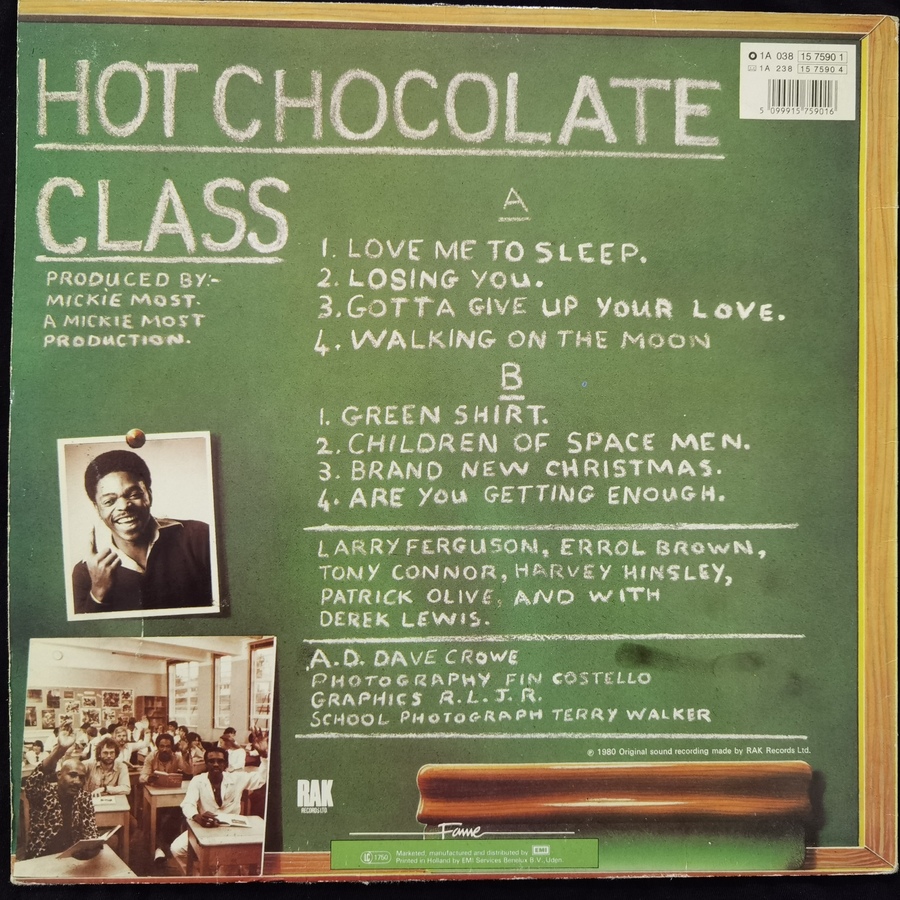 HOT CHOCOLATE
CLASS
1A 038 15 7590 1
1A 238 15 7590 4
5 099915 759016
PRODUCED BY:-
MICKIE MOST.
A MICKIE MOST
PRODUCTION.
A
1. LOVE ME TO SLEEP.
2. LOSING YOU.
3. GOTTA GIVE UP YOUR LOVE.
4. WALKING ON THE MOON
B
1. GREEN SHIRT.
2. CHILDREN OF SPACE MEN.
3. BRAND NEW CHRISTMAS.
4. ARE YOU GETTING ENOUGH.
LARRY FERGUSON, ERROL BROWN,
TONY CONNOR, HARVEY HINSLEY,
PATRICK OLIVE, AND WITH
DEREK LEWIS.
A.D. DAVE CROWE
PHOTOGRAPHY FIN COSTELLO
GRAPHICS R.L.J.R.
SCHOOL PHOTOGRAPH TERRY WALKER
℗ 1980 Original sound recording made by RAK Records Ltd.
RAK
RECORDS LTD.
Fame
LC 1750
Marketed, manufactured and distributed by EMI
Printed in Holland by EMI Services Benelux B.V., Uden